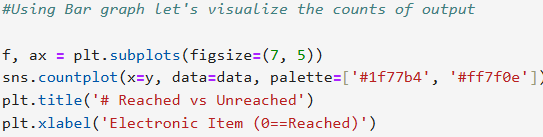 #Using Bar graph let's visualize the counts of output
f, ax = plt.subplots(figsize=(7, 5))
sns.countplot(x=y, data=data, palette=['#1f77b4', '#ff7f0e'])
plt.title('# Reached vs Unreached')
plt.xlabel('Electronic Item (0==Reached)')